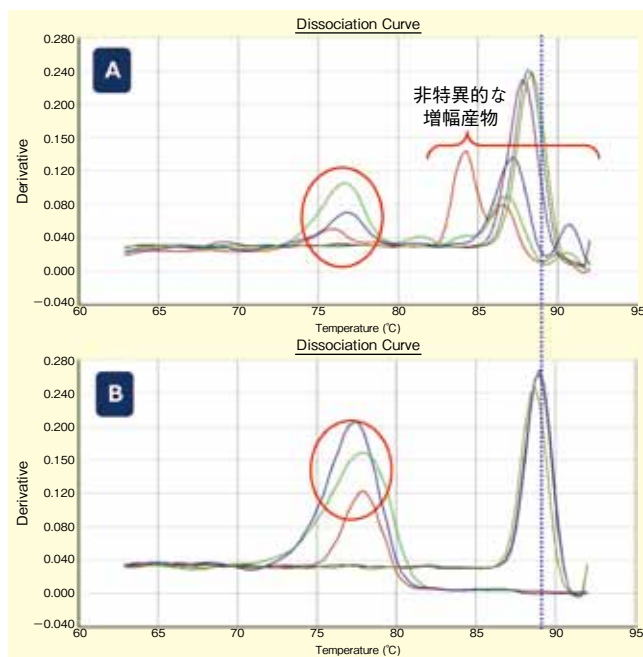 Dissociation Curve
A
非特異的な
増幅産物
Derivative
0.280
0.240
0.200
0.150
0.120
0.080
0.040
0.000
−0.040
60 65 70 75 80 85 90 95
Temperature (℃)
Dissociation Curve
B
Derivative
0.280
0.240
0.200
0.150
0.120
0.080
0.040
0.000
−0.040
60 65 70 75 80 85 90 95
Temperature (℃)